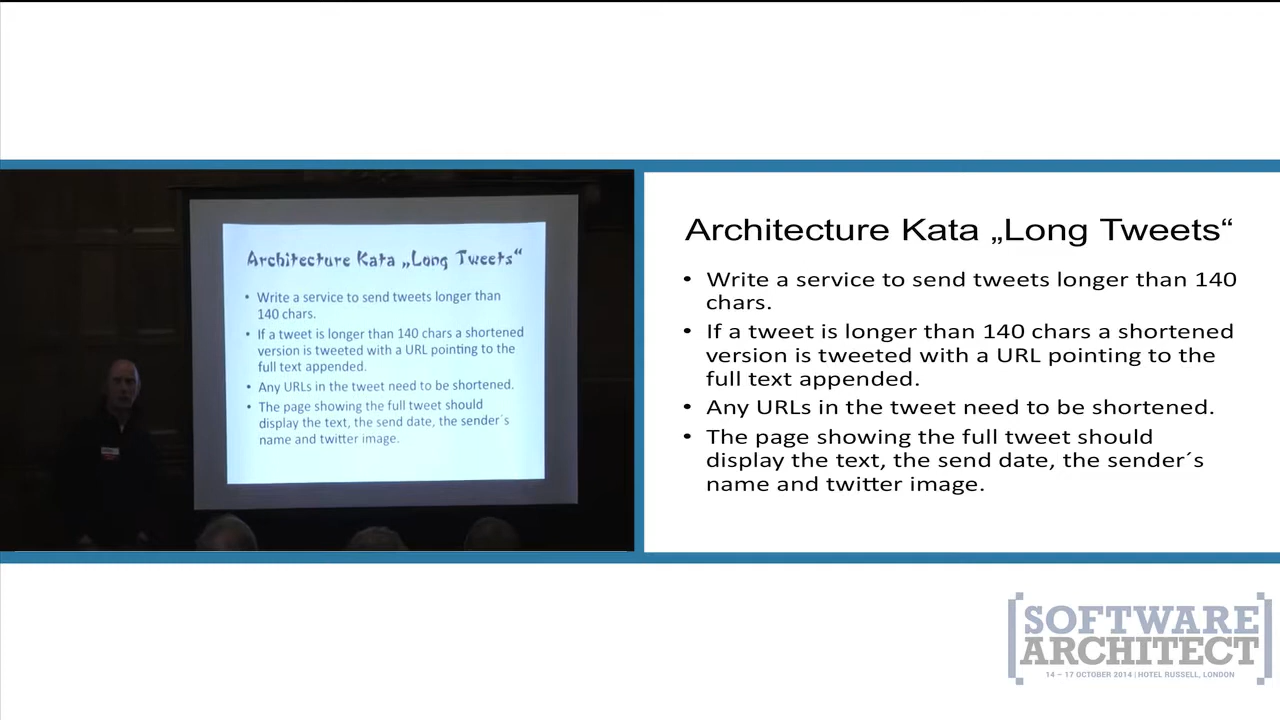 Architecture Kata „Long Tweets“
• Write a service to send tweets longer than
140 chars.
• If a tweet is longer than 140 chars a shortened
version is tweeted with a URL pointing to the
full text appended.
• Any URLs in the tweet need to be shortened.
• The page showing the full tweet should
display the text, the send date, the sender´s
name and twitter image.
Architecture Kata „Long Tweets“
• Write a service to send tweets longer than 140
chars.
• If a tweet is longer than 140 chars a shortened
version is tweeted with a URL pointing to the
full text appended.
• Any URLs in the tweet need to be shortened.
• The page showing the full tweet should
display the text, the send date, the sender´s
name and twitter image.
[SOFTWARE
ARCHITECT]
14 – 17 OCTOBER 2014 | HOTEL RUSSELL, LONDON